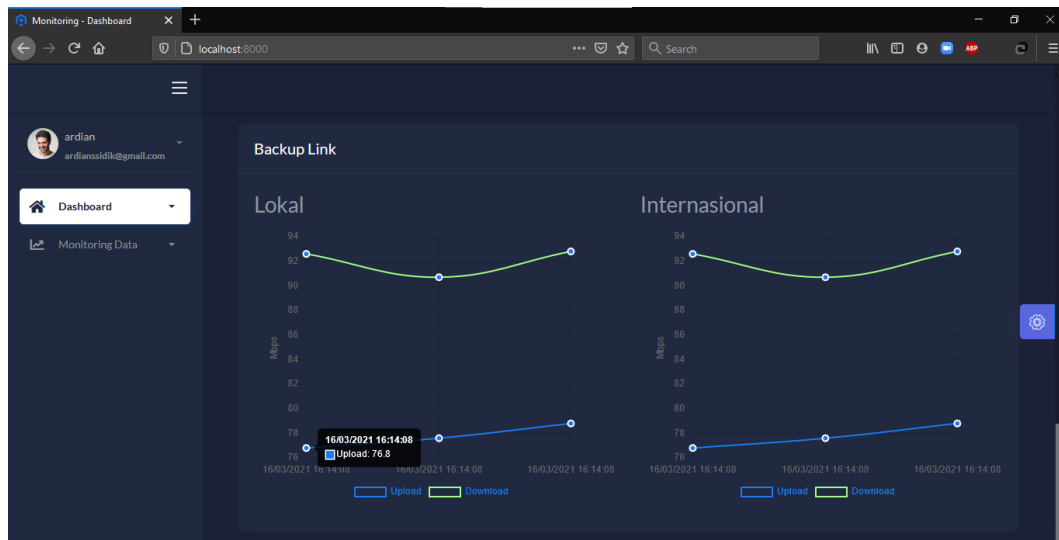 Monitoring - Dashboard
localhost:8000
Search
ABP
ardian
ardianssidik@gmail.com
Dashboard
Monitoring Data
Backup Link
Lokal
94
92
90
88
86
84
82
80
78
76
Mbps
16/03/2021 16:14:08
Upload: 76.8
16/03/2021 16:14:08
16/03/2021 16:14:08
16/03/2021 16:14:08
Upload
Download
Internasional
94
92
90
88
86
84
82
80
78
76
Mbps
16/03/2021 16:14:08
16/03/2021 16:14:08
16/03/2021 16:14:08
Upload
Download